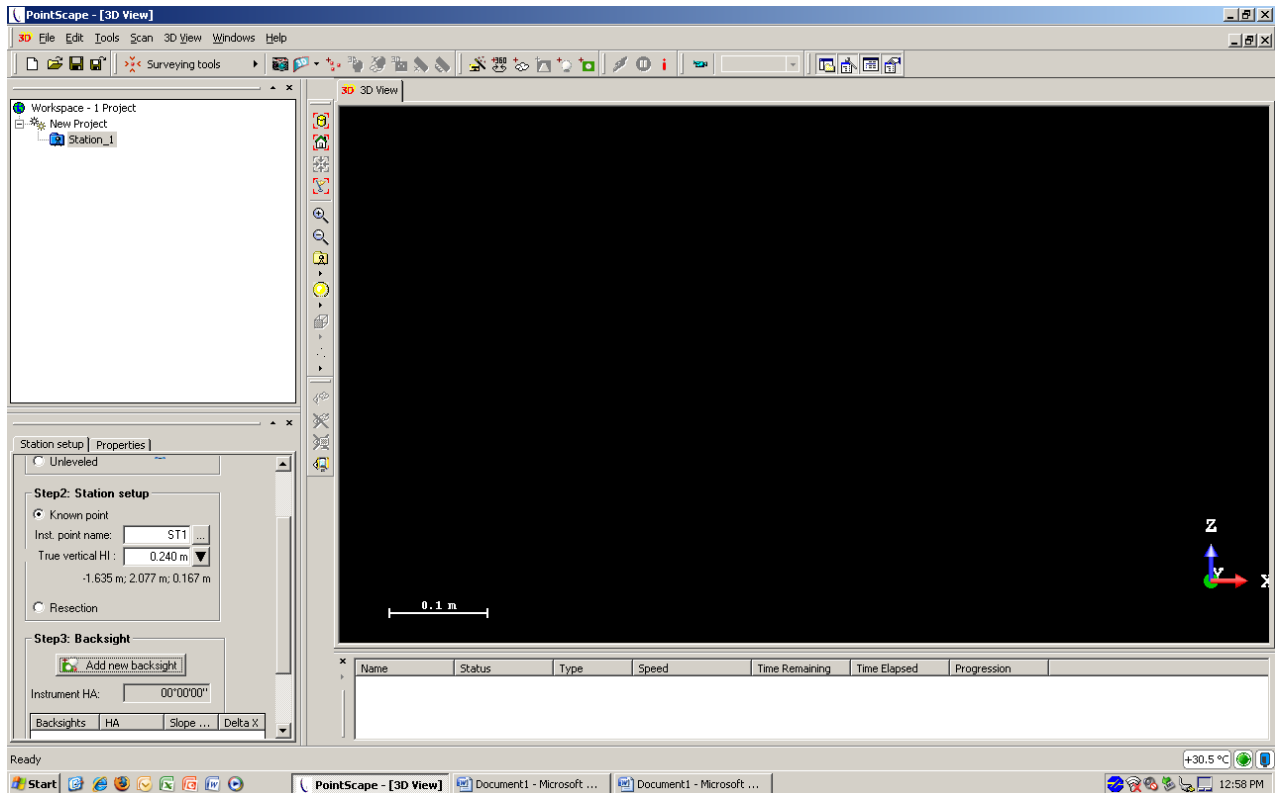 PointScape - [3D View]
3D File Edit Tools Scan 3D View Windows Help
Surveying tools
3D 3D View
Workspace - 1 Project
New Project
Station_1
Station setup Properties
Unleveled
Step2: Station setup
Known point
Inst. point name: ST1 ...
True vertical HI : 0.240 m
-1.635 m; 2.077 m; 0.167 m
Resection
Step3: Backsight
Add new backsight
Instrument HA: 00°00'00"
Backsights HA Slope ... Delta X
0.1 m
Z
Y
X
Name Status Type Speed Time Remaining Time Elapsed Progression
Ready
+30.5 °C
Start PointScape - [3D View] Document1 - Microsoft ... Document1 - Microsoft ... 12:58 PM